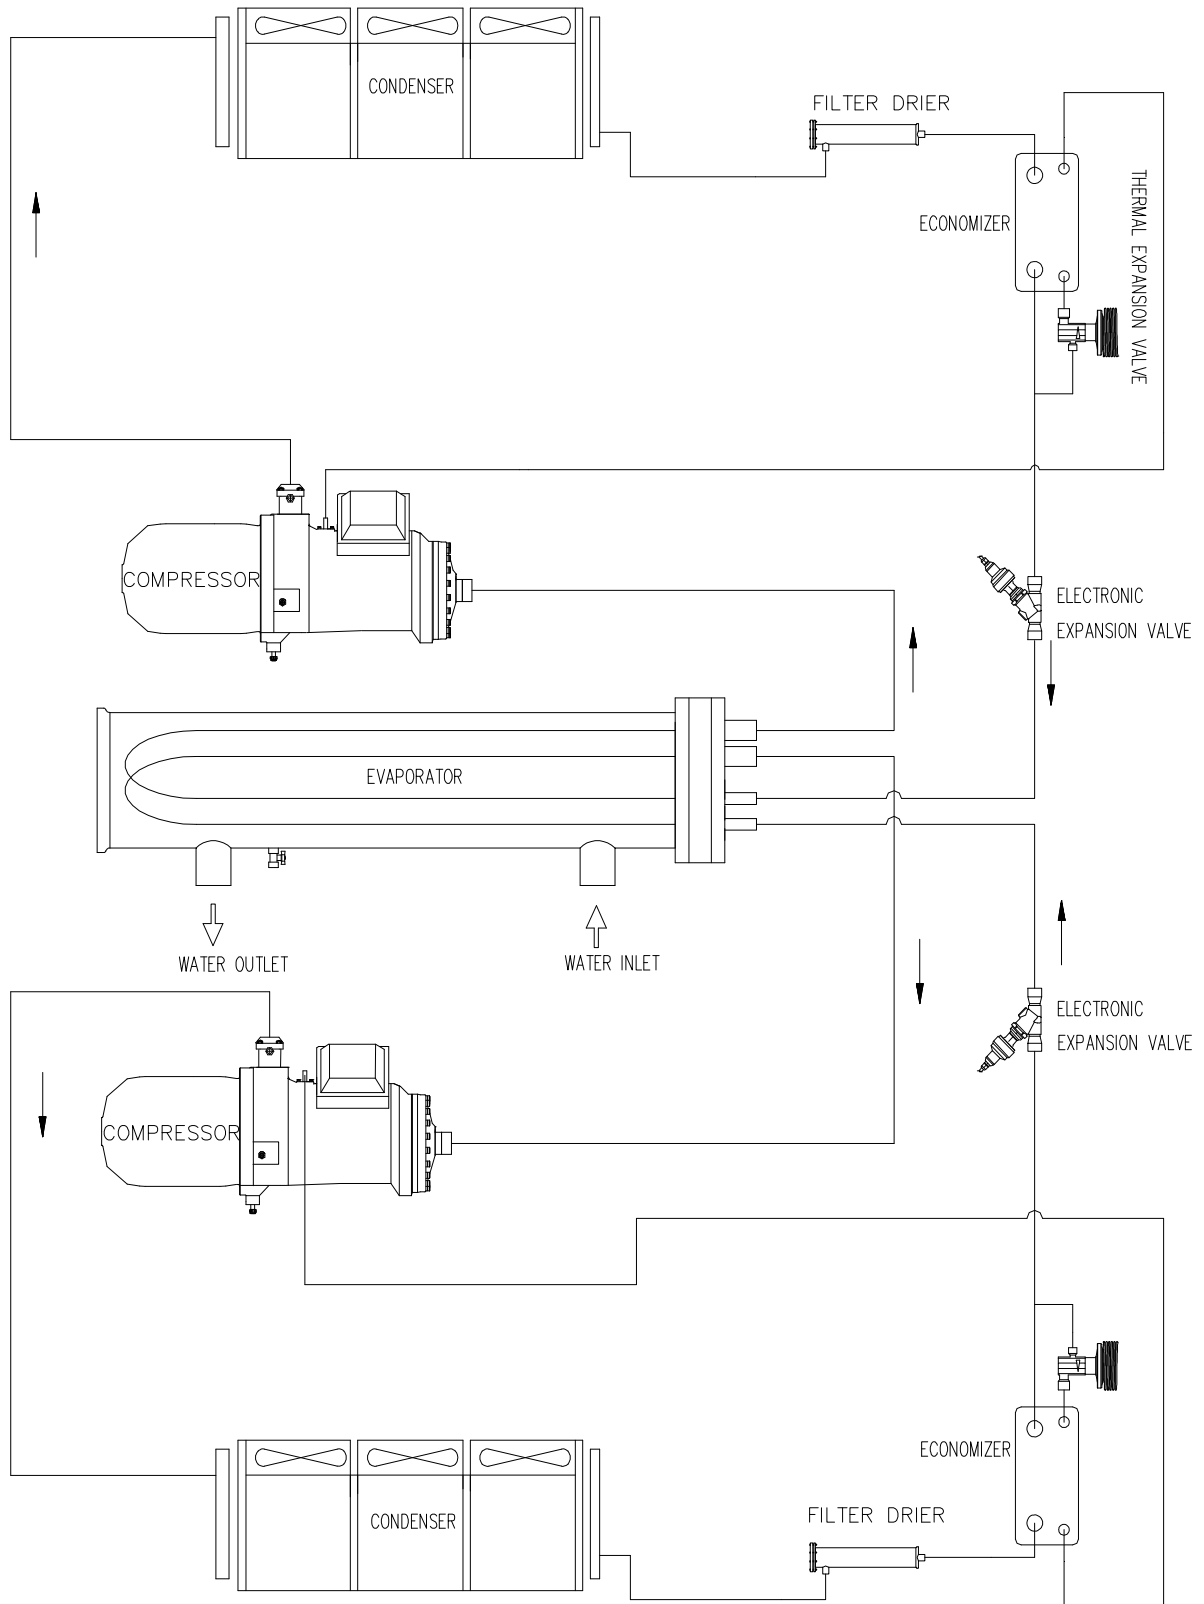 CONDENSER
FILTER DRIER
ECONOMIZER
THERMAL EXPANSION VALVE
COMPRESSOR
ELECTRONIC
EXPANSION VALVE
EVAPORATOR
WATER OUTLET
WATER INLET
ELECTRONIC
EXPANSION VALVE
COMPRESSOR
ECONOMIZER
FILTER DRIER
CONDENSER